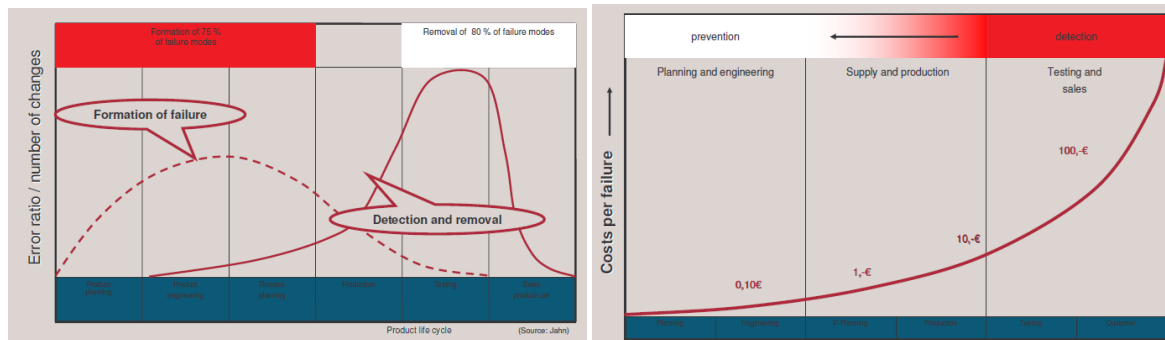 Formation of 75 %
of failure modes
Removal of  80 % of failure modes
Error ratio / number of changes
Formation of failure
Detection and removal
Product
planning
Product
engineering
Process
planning
Production
Testing
Product life cycle
(Source: Jahn)
prevention
detection
Planning and engineering
Supply and production
Testing and
sales
Costs per failure
0,10€
1,-€
10,-€
100,-€
Planning
Engineering
P-Planning
Production
Testing
Customer